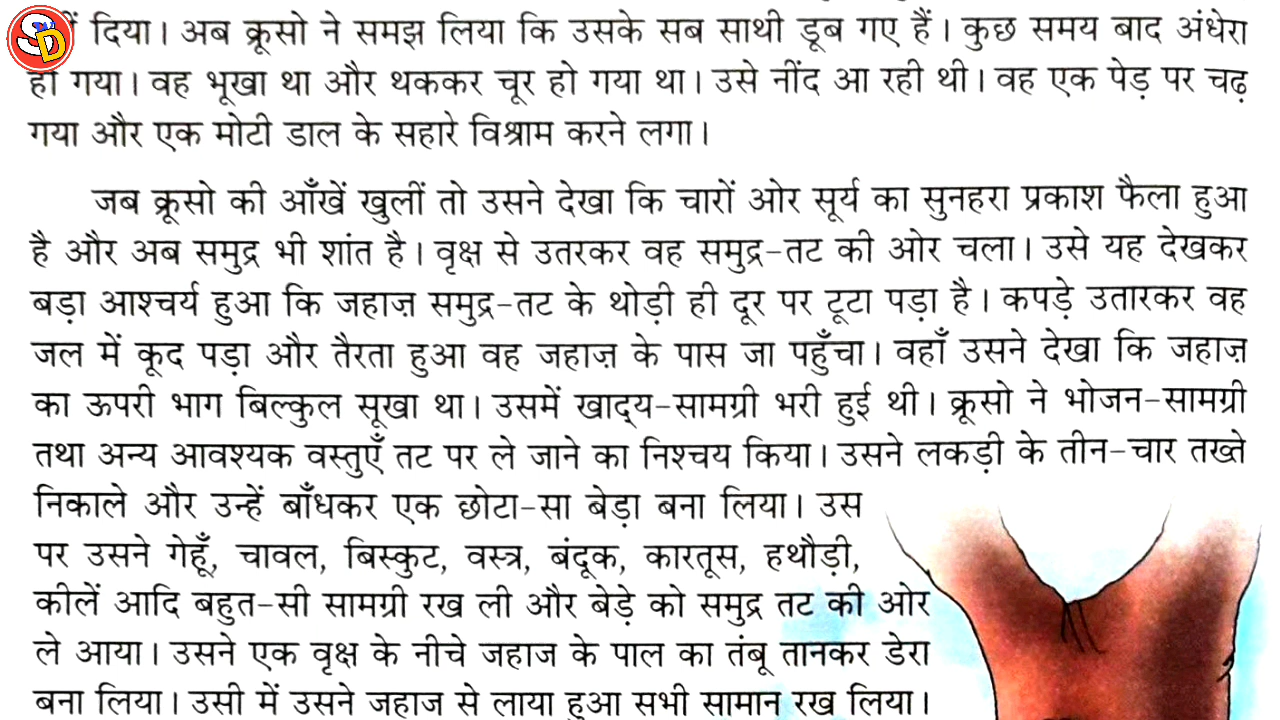 SD
दिया। अब क्रूसो ने समझ लिया कि उसके सब साथी डूब गए हैं। कुछ समय बाद अंधेरा
हो गया। वह भूखा था और थककर चूर हो गया था। उसे नींद आ रही थी। वह एक पेड़ पर चढ़
गया और एक मोटी डाल के सहारे विश्राम करने लगा।
जब क्रूसो की आँखें खुलीं तो उसने देखा कि चारों ओर सूर्य का सुनहरा प्रकाश फैला हुआ
है और अब समुद्र भी शांत है। वृक्ष से उतरकर वह समुद्र-तट की ओर चला। उसे यह देखकर
बड़ा आश्चर्य हुआ कि जहाज़ समुद्र-तट के थोड़ी ही दूर पर टूटा पड़ा है। कपड़े उतारकर वह
जल में कूद पड़ा और तैरता हुआ वह जहाज़ के पास जा पहुँचा। वहाँ उसने देखा कि जहाज़
का ऊपरी भाग बिल्कुल सूखा था। उसमें खाद्य-सामग्री भरी हुई थी। क्रूसो ने भोजन-सामग्री
तथा अन्य आवश्यक वस्तुएँ तट पर ले जाने का निश्चय किया। उसने लकड़ी के तीन-चार तख्ते
निकाले और उन्हें बाँधकर एक छोटा-सा बेड़ा बना लिया। उस
पर उसने गेहूँ, चावल, बिस्कुट, वस्त्र, बंदूक, कारतूस, हथौड़ी,
कीलें आदि बहुत-सी सामग्री रख ली और बेड़े को समुद्र तट की ओर
ले आया। उसने एक वृक्ष के नीचे जहाज के पाल का तंबू तानकर डेरा
बना लिया। उसी में उसने जहाज से लाया हुआ सभी सामान रख लिया।